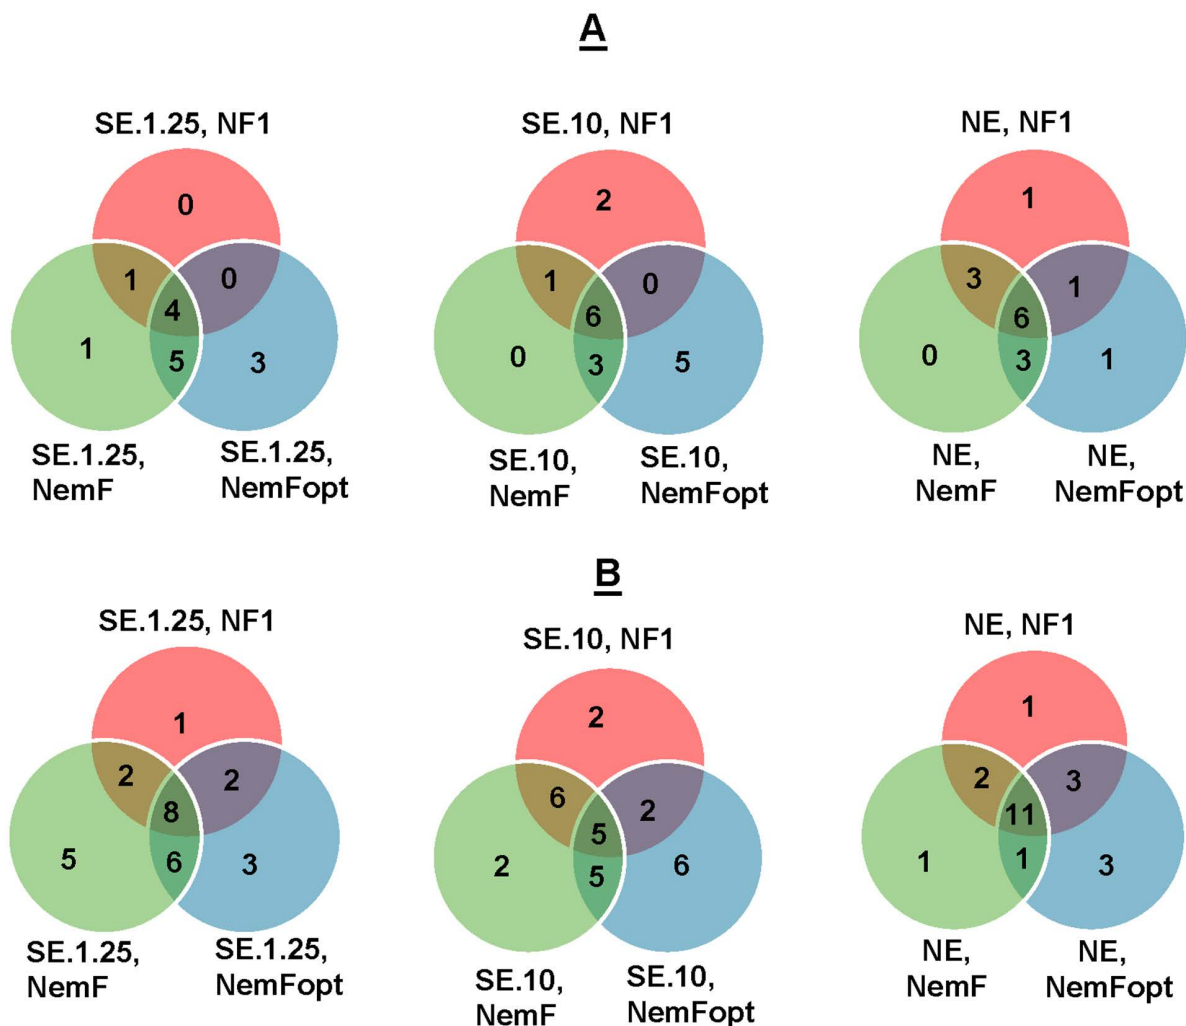 A
SE.1.25, NF1
0
1
0
4
1
5
3
SE.1.25,
NemF
SE.1.25,
NemFopt
SE.10, NF1
2
1
0
6
0
3
5
SE.10,
NemF
SE.10,
NemFopt
NE, NF1
1
3
1
6
0
3
1
NE,
NemF
NE,
NemFopt
B
SE.1.25, NF1
1
2
2
8
5
6
3
SE.1.25,
NemF
SE.1.25,
NemFopt
SE.10, NF1
2
6
2
5
2
5
6
SE.10,
NemF
SE.10,
NemFopt
NE, NF1
1
2
3
11
1
1
3
NE,
NemF
NE,
NemFopt